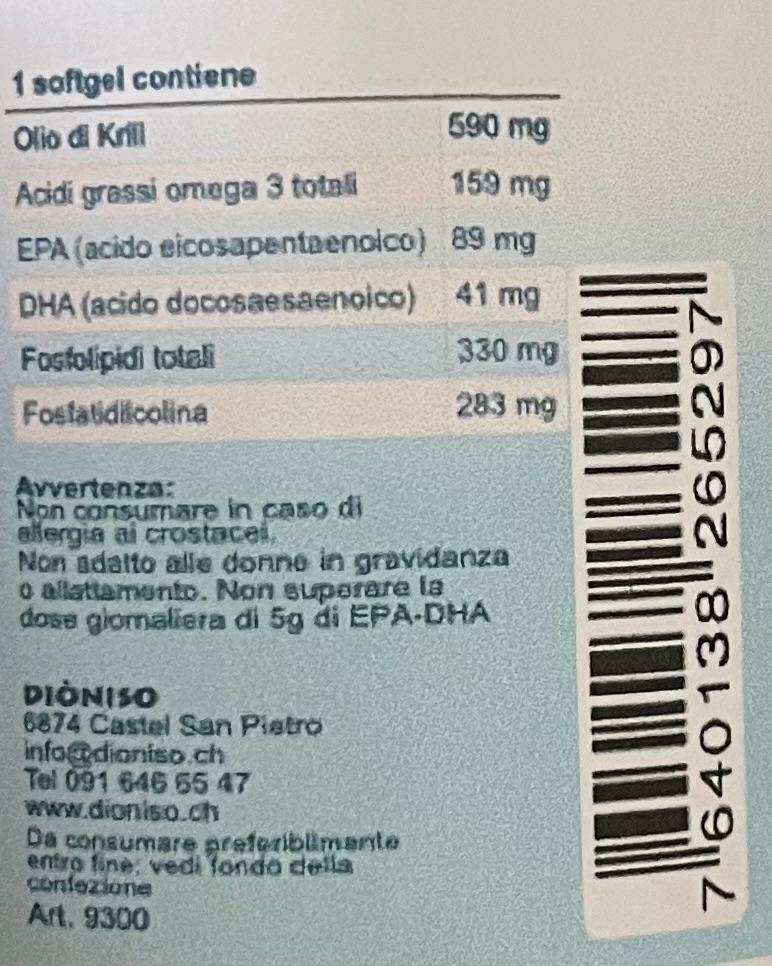 1 softgel contiene
Olio di Krill 590 mg
Acidi grassi omega 3 totali 159 mg
EPA (acido eicosapentaenoico) 89 mg
DHA (acido docosaesaenoico) 41 mg
Fosfolipidi totali 330 mg
Fosfatidilcolina 283 mg
Avvertenza:
Non consumare in caso di
allergia ai crostacei.
Non adatto alle donne in gravidanza
o allattamento. Non superare la
dose giornaliera di 5g di EPA-DHA
DIÒNISO
6874 Castel San Pietro
info@dioniso.ch
Tel 091 646 65 47
www.dioniso.ch
Da consumare preferibilmente
entro fine: vedi fondo della
confezione
Art. 9300
7 640138 265297